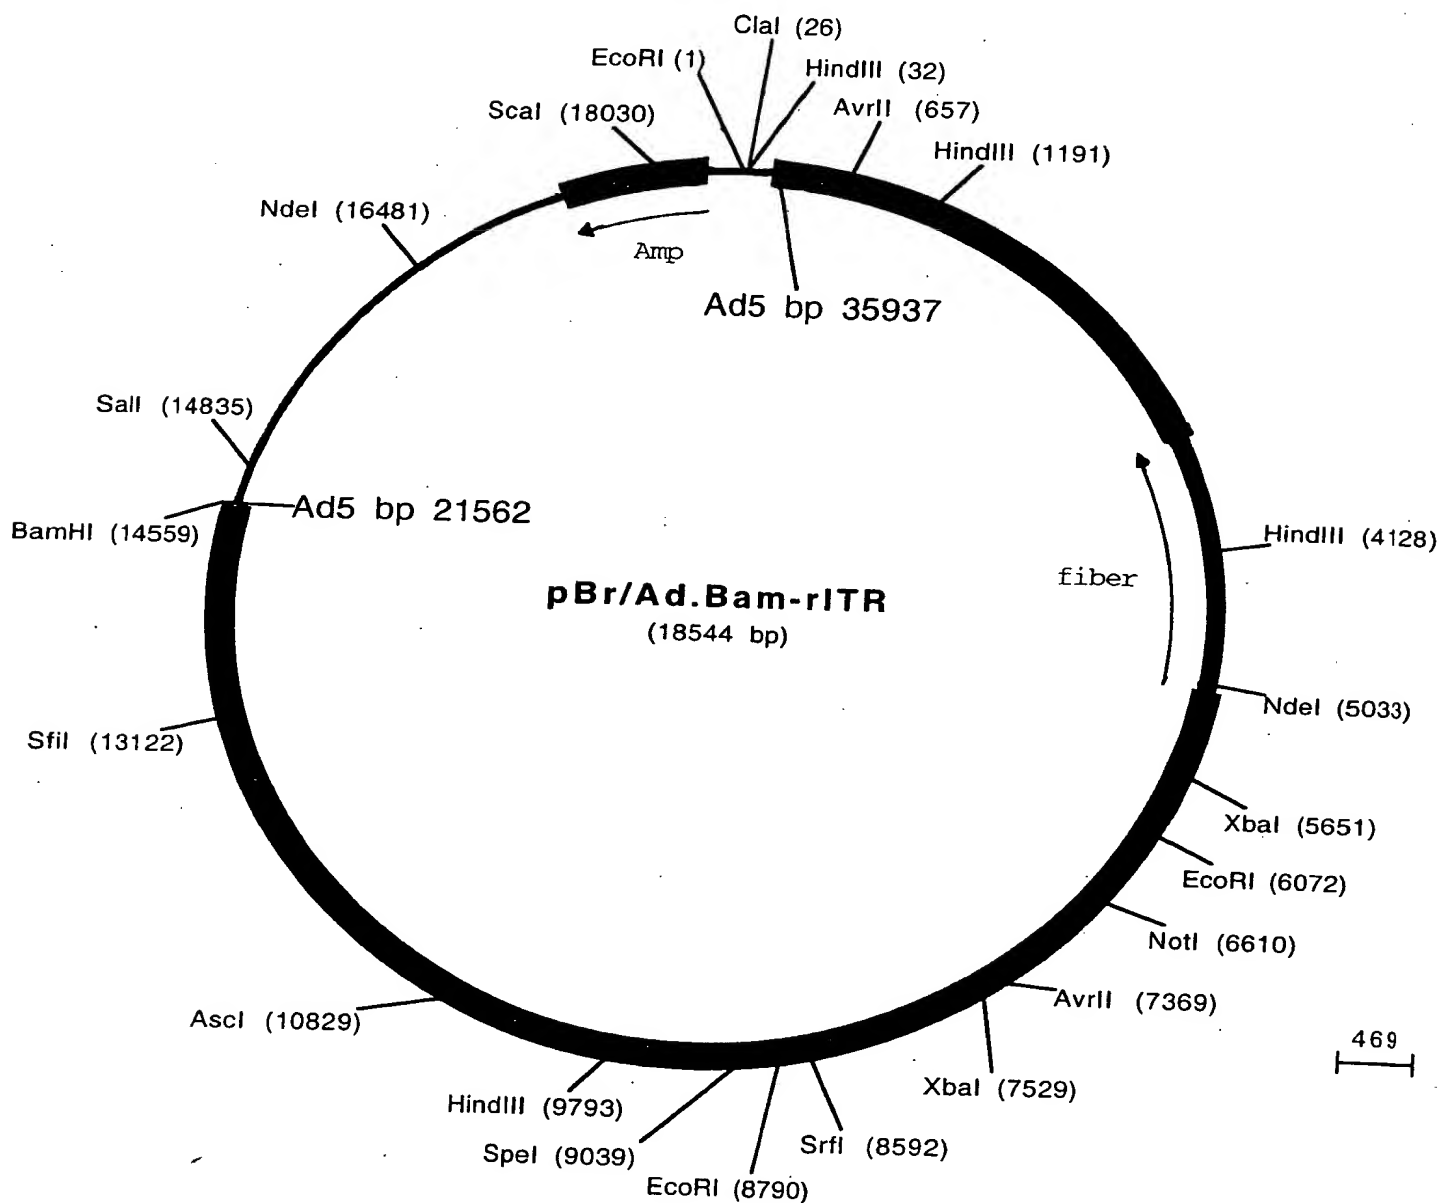 ClaI (26)
EcoRI (1)
HindIII (32)
ScaI (18030)
AvrII (657)
HindIII (1191)
NdeI (16481)
Amp
Ad5 bp 35937
SalI (14835)
Ad5 bp 21562
BamHI (14559)
HindIII (4128)
fiber
pBr/Ad.Bam-rITR
(18544 bp)
NdeI (5033)
SfiI (13122)
XbaI (5651)
EcoRI (6072)
NotI (6610)
AvrII (7369)
AscI (10829)
469
XbaI (7529)
HindIII (9793)
SrfI (8592)
SpeI (9039)
EcoRI (8790)